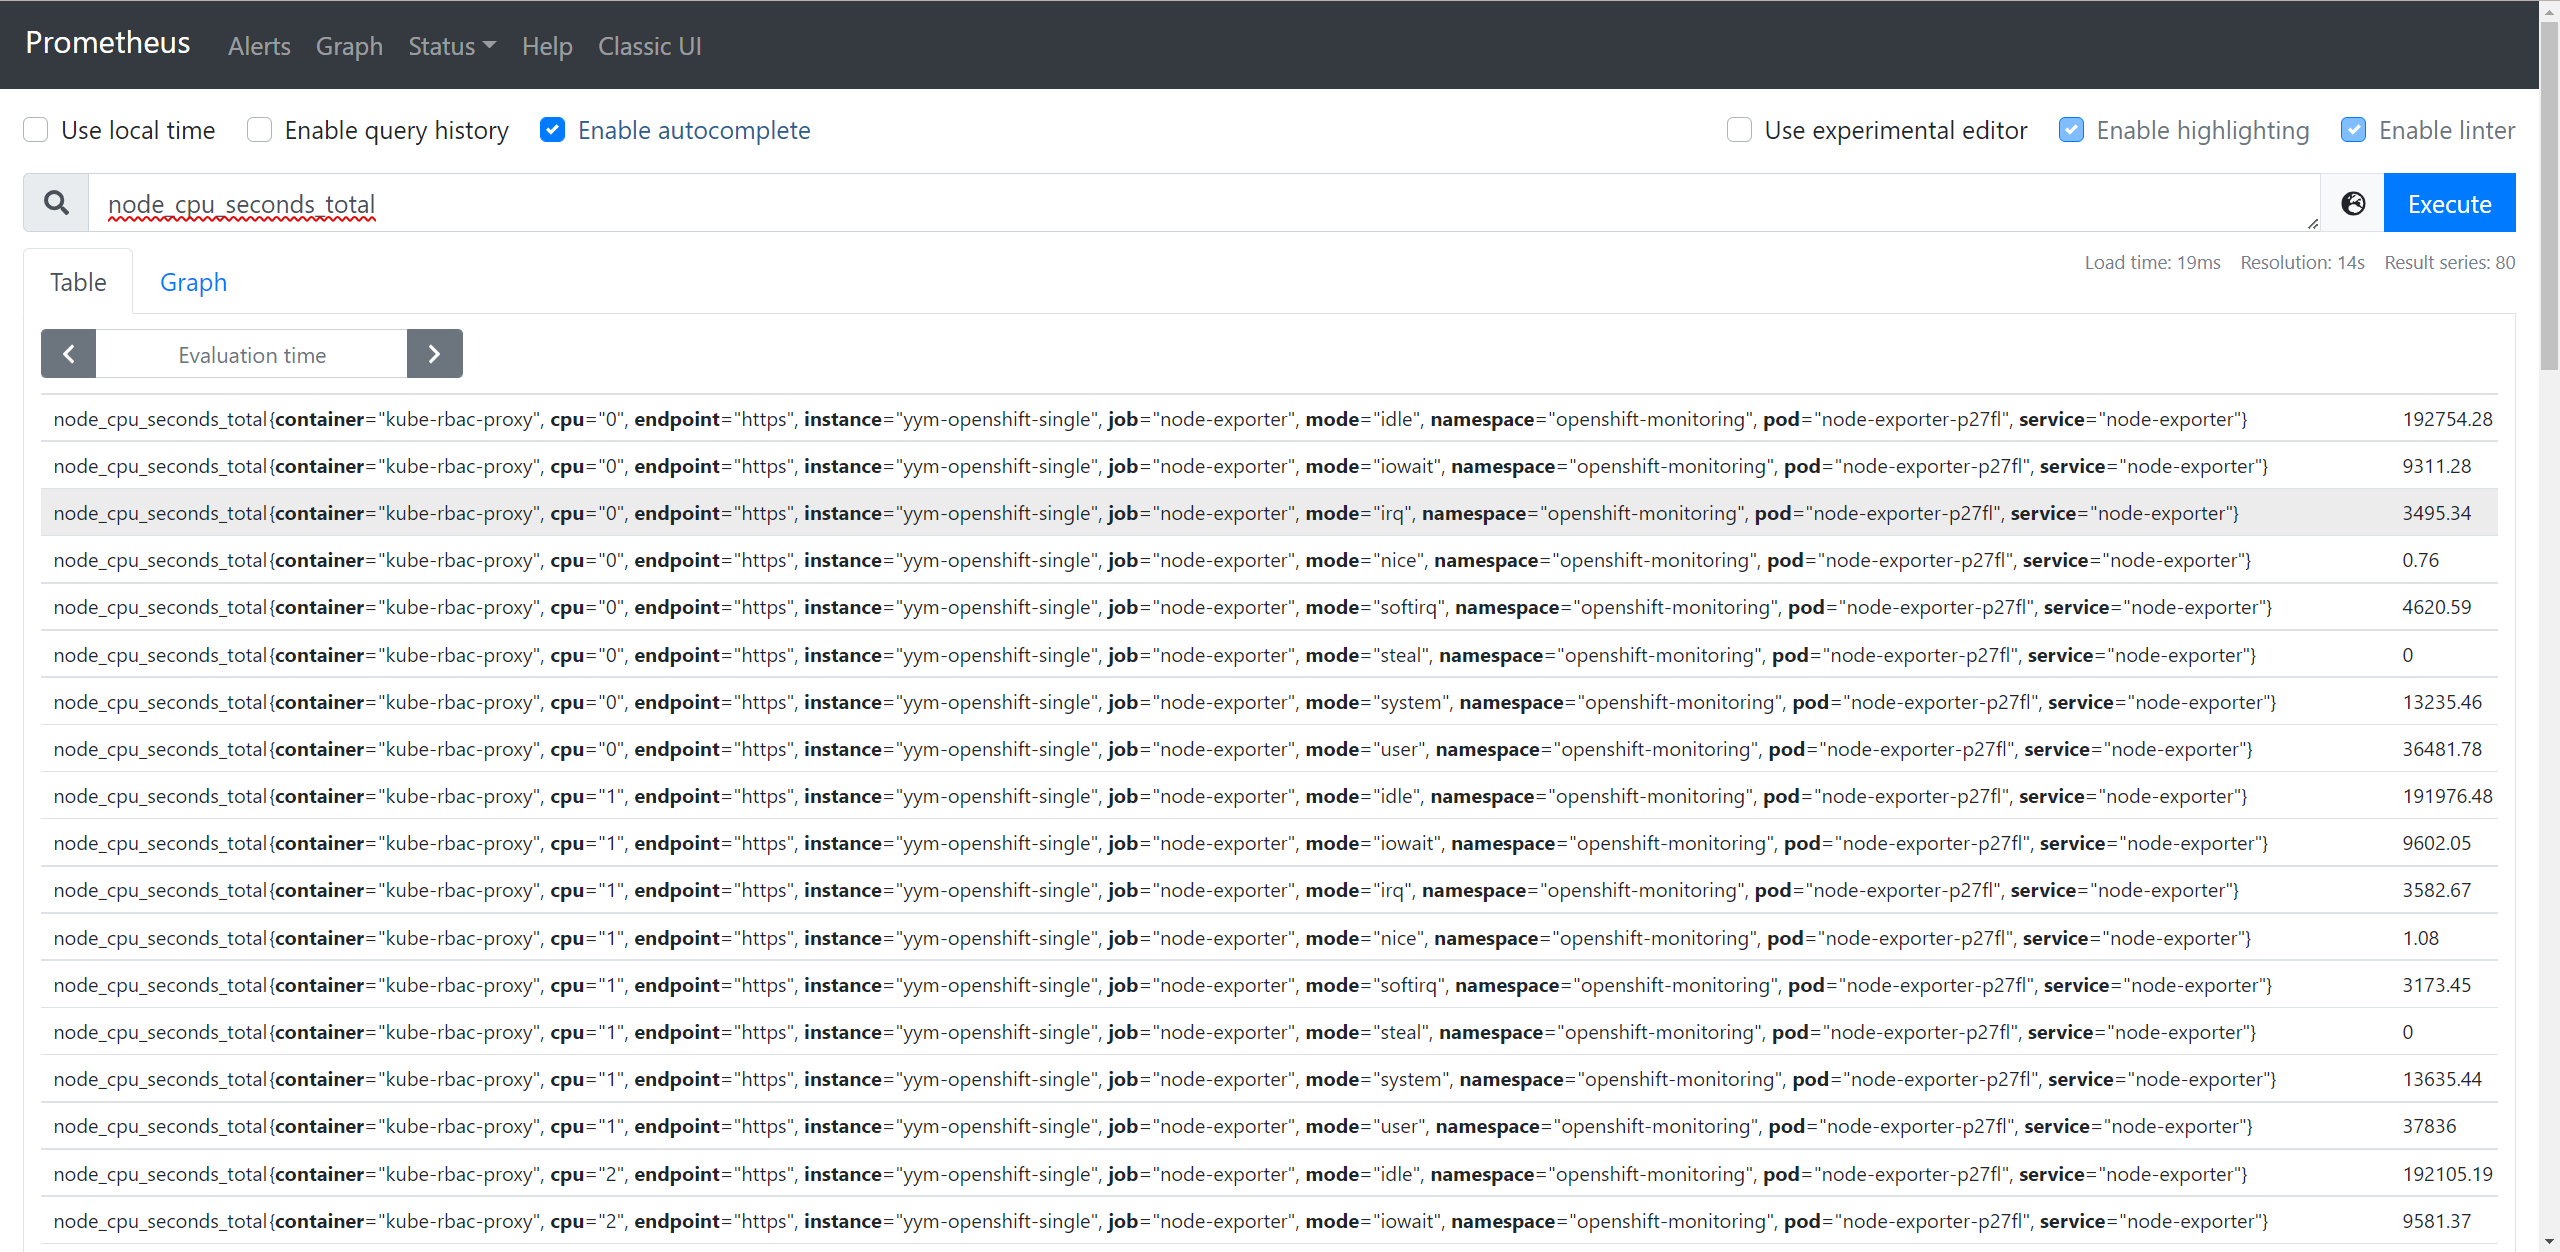 Prometheus Alerts Graph Status Help Classic UI
Use local time Enable query history Enable autocomplete Use experimental editor Enable highlighting Enable linter
node_cpu_seconds_total Execute
Table Graph Load time: 19ms Resolution: 14s Result series: 80
Evaluation time
node_cpu_seconds_total{container="kube-rbac-proxy", cpu="0", endpoint="https", instance="yym-openshift-single", job="node-exporter", mode="idle", namespace="openshift-monitoring", pod="node-exporter-p27fl", service="node-exporter"} 192754.28
node_cpu_seconds_total{container="kube-rbac-proxy", cpu="0", endpoint="https", instance="yym-openshift-single", job="node-exporter", mode="iowait", namespace="openshift-monitoring", pod="node-exporter-p27fl", service="node-exporter"} 9311.28
node_cpu_seconds_total{container="kube-rbac-proxy", cpu="0", endpoint="https", instance="yym-openshift-single", job="node-exporter", mode="irq", namespace="openshift-monitoring", pod="node-exporter-p27fl", service="node-exporter"} 3495.34
node_cpu_seconds_total{container="kube-rbac-proxy", cpu="0", endpoint="https", instance="yym-openshift-single", job="node-exporter", mode="nice", namespace="openshift-monitoring", pod="node-exporter-p27fl", service="node-exporter"} 0.76
node_cpu_seconds_total{container="kube-rbac-proxy", cpu="0", endpoint="https", instance="yym-openshift-single", job="node-exporter", mode="softirq", namespace="openshift-monitoring", pod="node-exporter-p27fl", service="node-exporter"} 4620.59
node_cpu_seconds_total{container="kube-rbac-proxy", cpu="0", endpoint="https", instance="yym-openshift-single", job="node-exporter", mode="steal", namespace="openshift-monitoring", pod="node-exporter-p27fl", service="node-exporter"} 0
node_cpu_seconds_total{container="kube-rbac-proxy", cpu="0", endpoint="https", instance="yym-openshift-single", job="node-exporter", mode="system", namespace="openshift-monitoring", pod="node-exporter-p27fl", service="node-exporter"} 13235.46
node_cpu_seconds_total{container="kube-rbac-proxy", cpu="0", endpoint="https", instance="yym-openshift-single", job="node-exporter", mode="user", namespace="openshift-monitoring", pod="node-exporter-p27fl", service="node-exporter"} 36481.78
node_cpu_seconds_total{container="kube-rbac-proxy", cpu="1", endpoint="https", instance="yym-openshift-single", job="node-exporter", mode="idle", namespace="openshift-monitoring", pod="node-exporter-p27fl", service="node-exporter"} 191976.48
node_cpu_seconds_total{container="kube-rbac-proxy", cpu="1", endpoint="https", instance="yym-openshift-single", job="node-exporter", mode="iowait", namespace="openshift-monitoring", pod="node-exporter-p27fl", service="node-exporter"} 9602.05
node_cpu_seconds_total{container="kube-rbac-proxy", cpu="1", endpoint="https", instance="yym-openshift-single", job="node-exporter", mode="irq", namespace="openshift-monitoring", pod="node-exporter-p27fl", service="node-exporter"} 3582.67
node_cpu_seconds_total{container="kube-rbac-proxy", cpu="1", endpoint="https", instance="yym-openshift-single", job="node-exporter", mode="nice", namespace="openshift-monitoring", pod="node-exporter-p27fl", service="node-exporter"} 1.08
node_cpu_seconds_total{container="kube-rbac-proxy", cpu="1", endpoint="https", instance="yym-openshift-single", job="node-exporter", mode="softirq", namespace="openshift-monitoring", pod="node-exporter-p27fl", service="node-exporter"} 3173.45
node_cpu_seconds_total{container="kube-rbac-proxy", cpu="1", endpoint="https", instance="yym-openshift-single", job="node-exporter", mode="steal", namespace="openshift-monitoring", pod="node-exporter-p27fl", service="node-exporter"} 0
node_cpu_seconds_total{container="kube-rbac-proxy", cpu="1", endpoint="https", instance="yym-openshift-single", job="node-exporter", mode="system", namespace="openshift-monitoring", pod="node-exporter-p27fl", service="node-exporter"} 13635.44
node_cpu_seconds_total{container="kube-rbac-proxy", cpu="1", endpoint="https", instance="yym-openshift-single", job="node-exporter", mode="user", namespace="openshift-monitoring", pod="node-exporter-p27fl", service="node-exporter"} 37836
node_cpu_seconds_total{container="kube-rbac-proxy", cpu="2", endpoint="https", instance="yym-openshift-single", job="node-exporter", mode="idle", namespace="openshift-monitoring", pod="node-exporter-p27fl", service="node-exporter"} 192105.19
node_cpu_seconds_total{container="kube-rbac-proxy", cpu="2", endpoint="https", instance="yym-openshift-single", job="node-exporter", mode="iowait", namespace="openshift-monitoring", pod="node-exporter-p27fl", service="node-exporter"} 9581.37